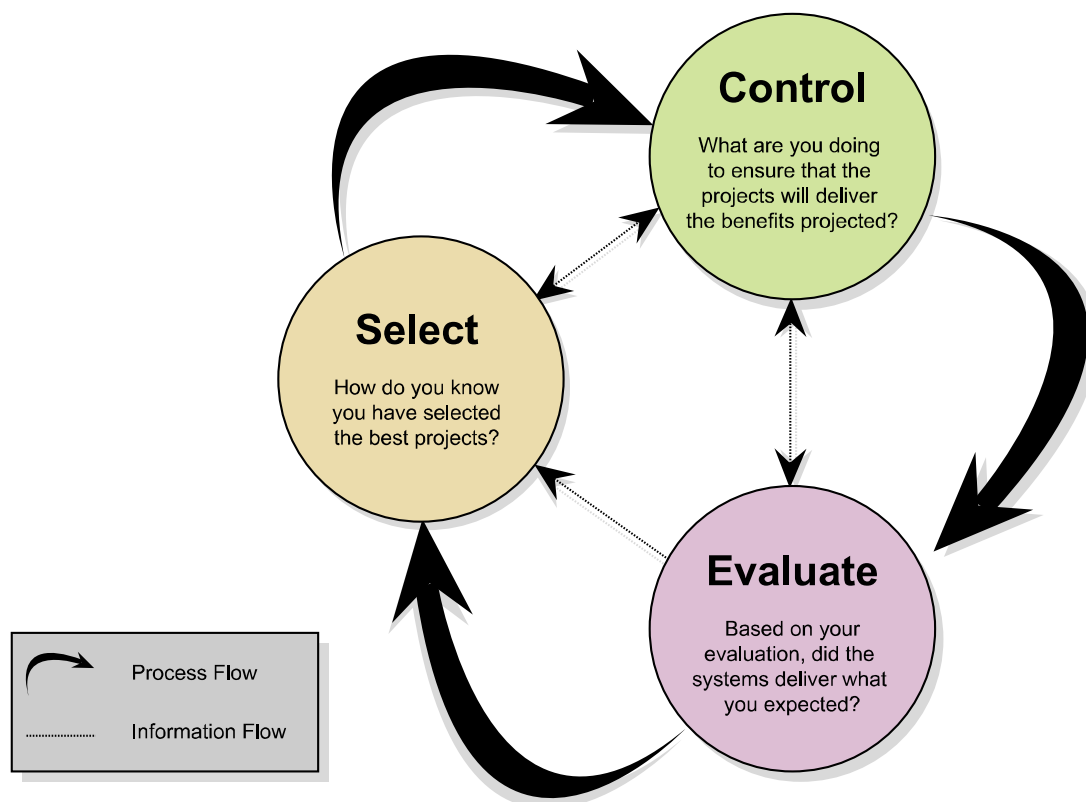 Control
What are you doing
to ensure that the
projects will deliver
the benefits projected?
Select
How do you know
you have selected
the best projects?
Evaluate
Based on your
evaluation, did the
systems deliver what
you expected?
Process Flow
Information Flow